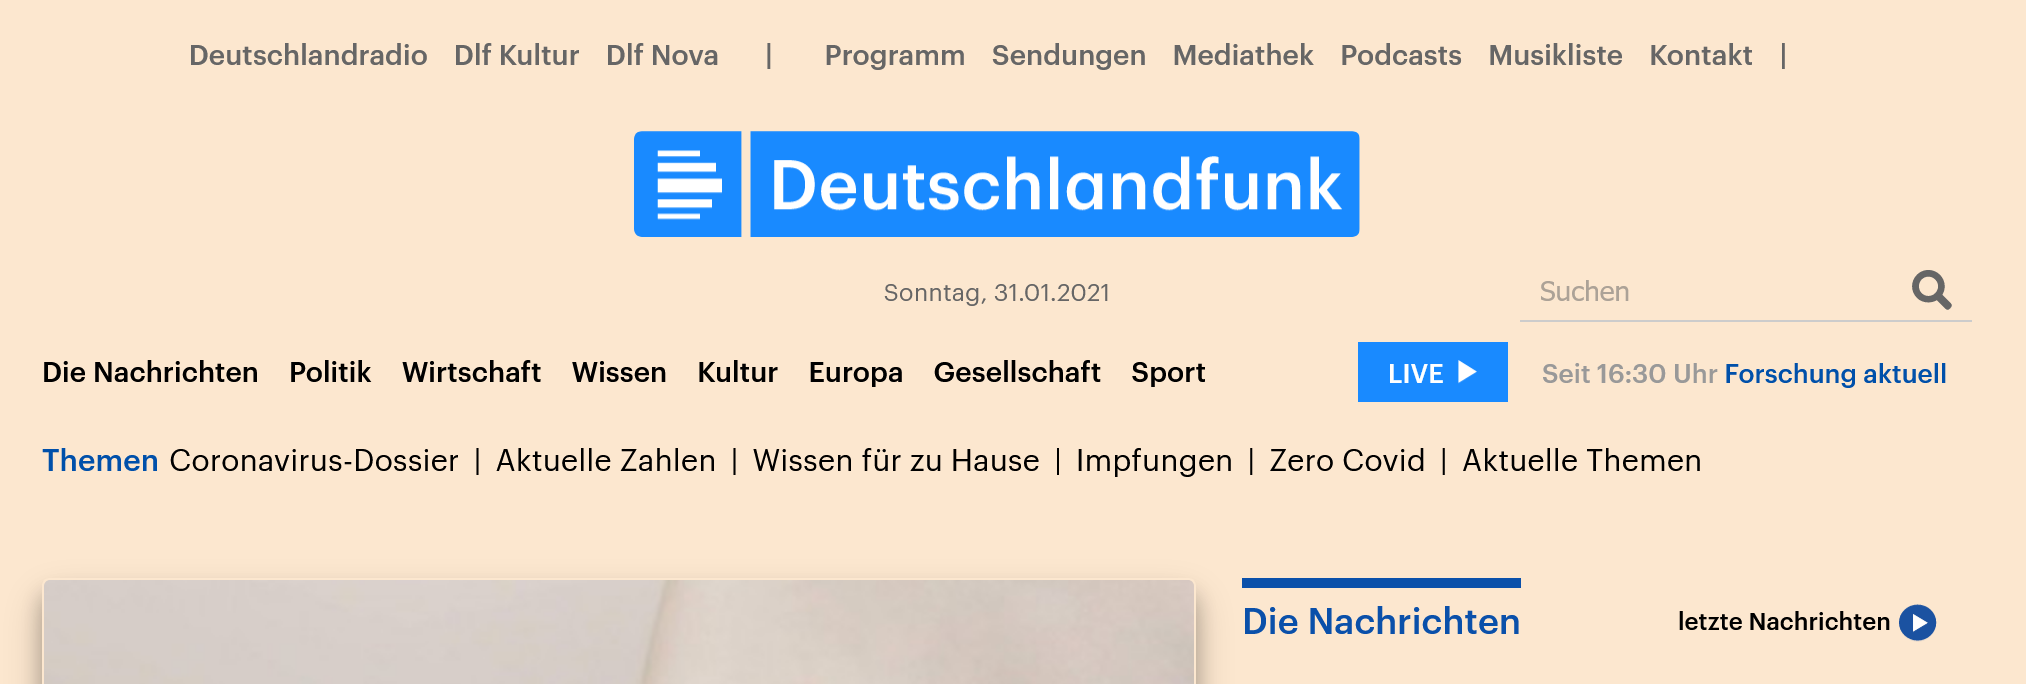 Deutschlandradio Dlf Kultur Dlf Nova | Programm Sendungen Mediathek Podcasts Musikliste Kontakt |
Deutschlandfunk
Sonntag, 31.01.2021
Suchen
Die Nachrichten Politik Wirtschaft Wissen Kultur Europa Gesellschaft Sport
LIVE
Seit 16:30 Uhr Forschung aktuell
Themen Coronavirus-Dossier | Aktuelle Zahlen | Wissen für zu Hause | Impfungen | Zero Covid | Aktuelle Themen
Die Nachrichten
letzte Nachrichten